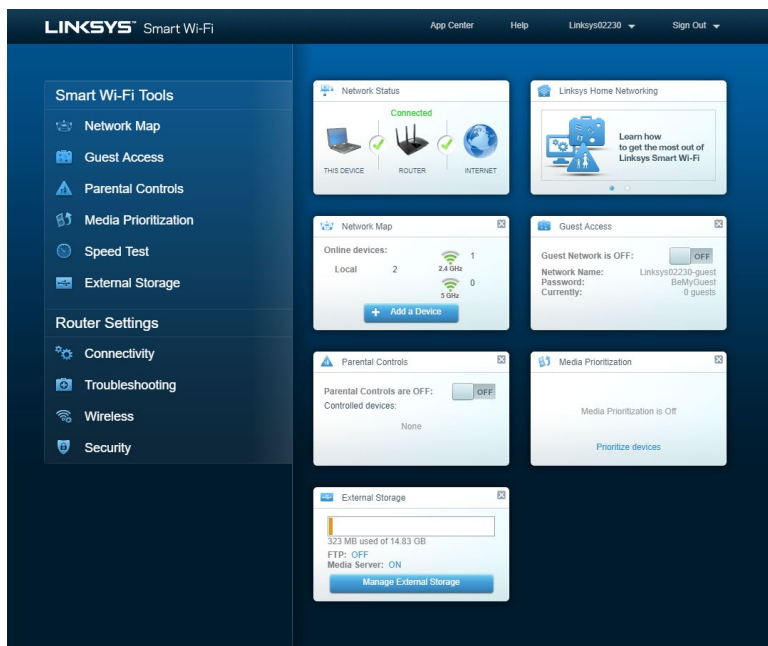 LINKSYS™ Smart Wi-Fi
App Center
Help
Linksys02230
Sign Out
Smart Wi-Fi Tools
Network Map
Guest Access
Parental Controls
Media Prioritization
Speed Test
External Storage
Router Settings
Connectivity
Troubleshooting
Wireless
Security
Network Status
Connected
THIS DEVICE
ROUTER
INTERNET
Linksys Home Networking
Learn how
to get the most out of
Linksys Smart Wi-Fi
Network Map
Online devices:
Local 2
1
2.4 GHz
0
5 GHz
+ Add a Device
Guest Access
Guest Network is OFF: OFF
Network Name: Linksys02230-guest
Password: BeMyGuest
Currently: 0 guests
Parental Controls
Parental Controls are OFF: OFF
Controlled devices:
None
Media Prioritization
Media Prioritization is Off
Prioritize devices
External Storage
323 MB used of 14.83 GB
FTP: OFF
Media Server: ON
Manage External Storage